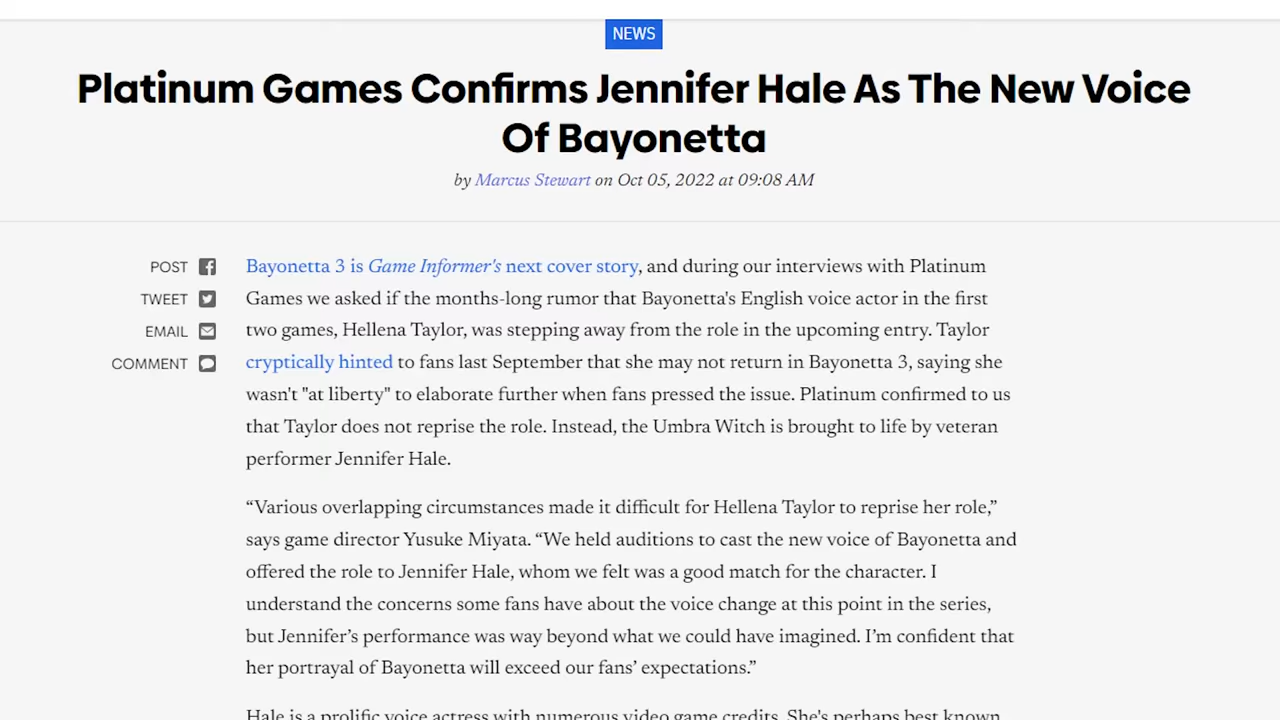 NEWS
Platinum Games Confirms Jennifer Hale As The New Voice
Of Bayonetta
by Marcus Stewart on Oct 05, 2022 at 09:08 AM
POST
TWEET
EMAIL
COMMENT
Bayonetta 3 is Game Informer's next cover story, and during our interviews with Platinum
Games we asked if the months-long rumor that Bayonetta's English voice actor in the first
two games, Hellena Taylor, was stepping away from the role in the upcoming entry. Taylor
cryptically hinted to fans last September that she may not return in Bayonetta 3, saying she
wasn't "at liberty" to elaborate further when fans pressed the issue. Platinum confirmed to us
that Taylor does not reprise the role. Instead, the Umbra Witch is brought to life by veteran
performer Jennifer Hale.
“Various overlapping circumstances made it difficult for Hellena Taylor to reprise her role,”
says game director Yusuke Miyata. “We held auditions to cast the new voice of Bayonetta and
offered the role to Jennifer Hale, whom we felt was a good match for the character. I
understand the concerns some fans have about the voice change at this point in the series,
but Jennifer’s performance was way beyond what we could have imagined. I’m confident that
her portrayal of Bayonetta will exceed our fans’ expectations.”
Hale is a prolific voice actress with numerous video game credits. She's perhaps best known